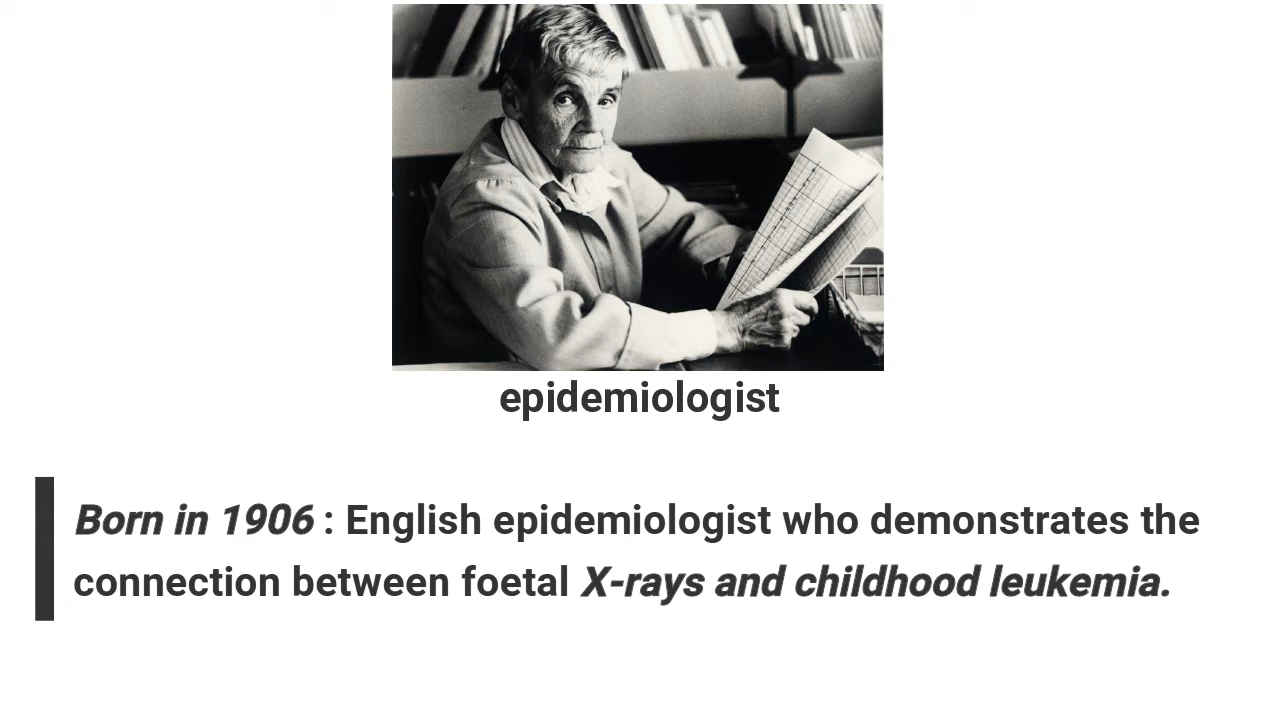 epidemiologist
Born in 1906 : English epidemiologist who demonstrates the
connection between foetal X-rays and childhood leukemia.